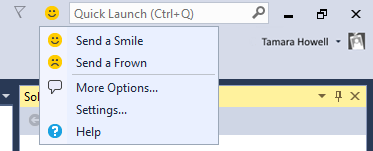 Quick Launch (Ctrl+Q)
Tamara Howell
Send a Smile
Send a Frown
More Options...
Settings...
Help
Sol